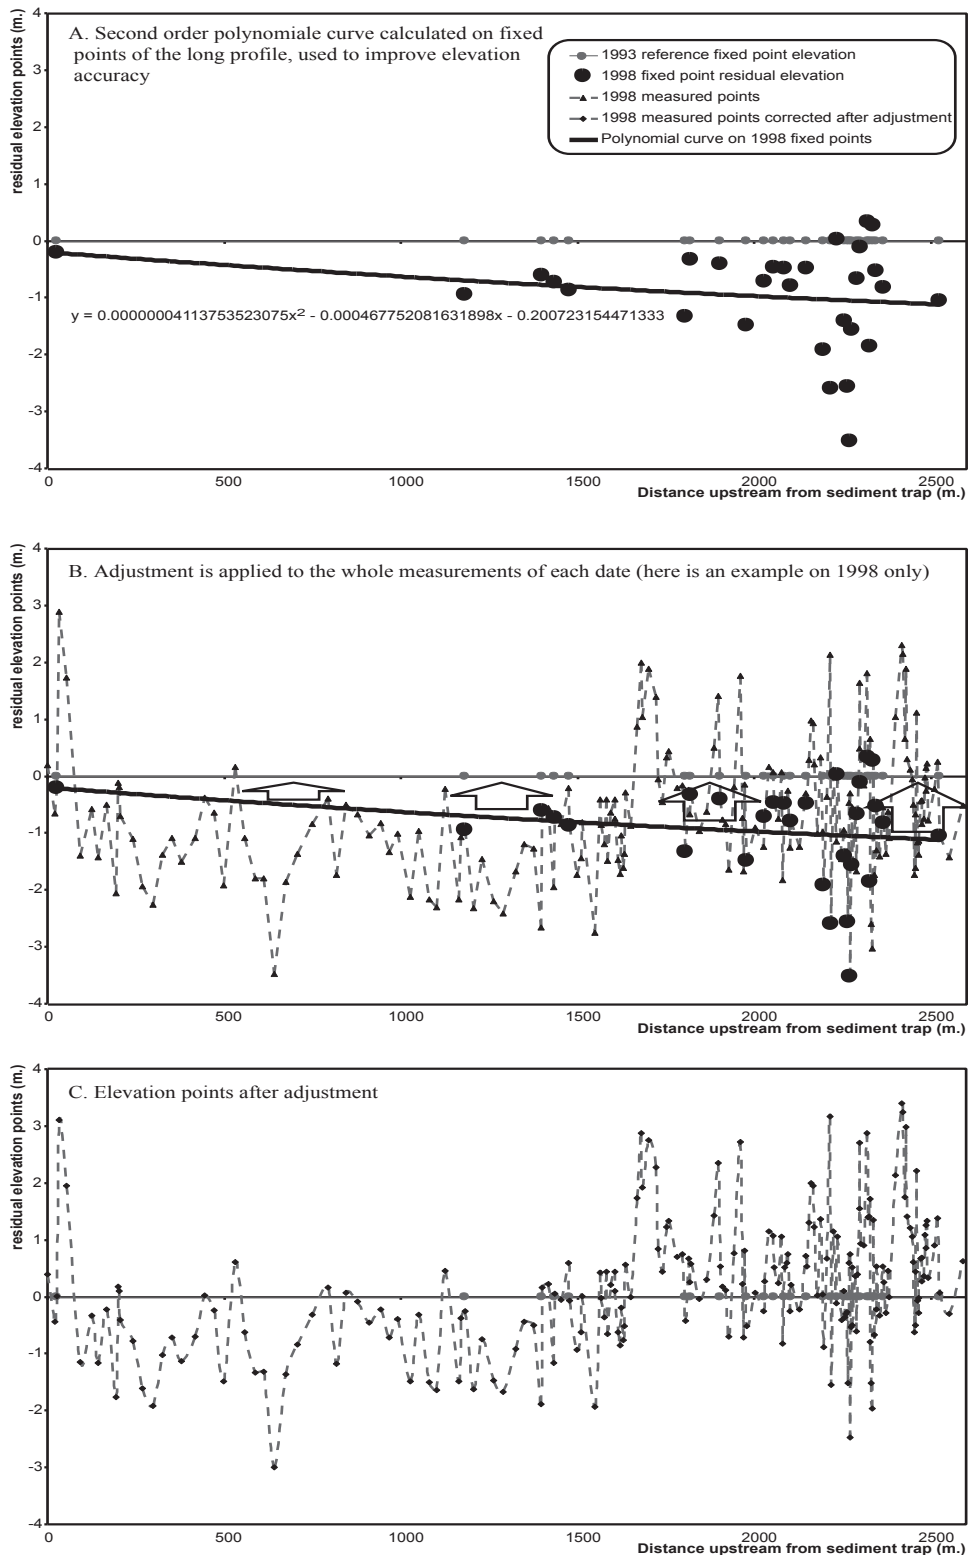 A. Second order polynomiale curve calculated on fixed
points of the long profile, used to improve elevation
accuracy
1993 reference fixed point elevation
1998 fixed point residual elevation
1998 measured points
1998 measured points corrected after adjustment
Polynomial curve on 1998 fixed points
residual elevation points (m.)
4
3
2
1
0
-1
-2
-3
-4
y = 0.00000004113753523075x² - 0.000467752081631898x - 0.200723154471333
0 500 1000 1500 2000 2500
Distance upstream from sediment trap (m.)
B. Adjustment is applied to the whole measurements of each date (here is an example on 1998 only)
residual elevation points (m.)
4
3
2
1
0
-1
-2
-3
-4
0 500 1000 1500 2000 2500
Distance upstream from sediment trap (m.)
C. Elevation points after adjustment
residual elevation points (m.)
4
3
2
1
0
-1
-2
-3
-4
0 500 1000 1500 2000 2500
Distance upstream from sediment trap (m.)